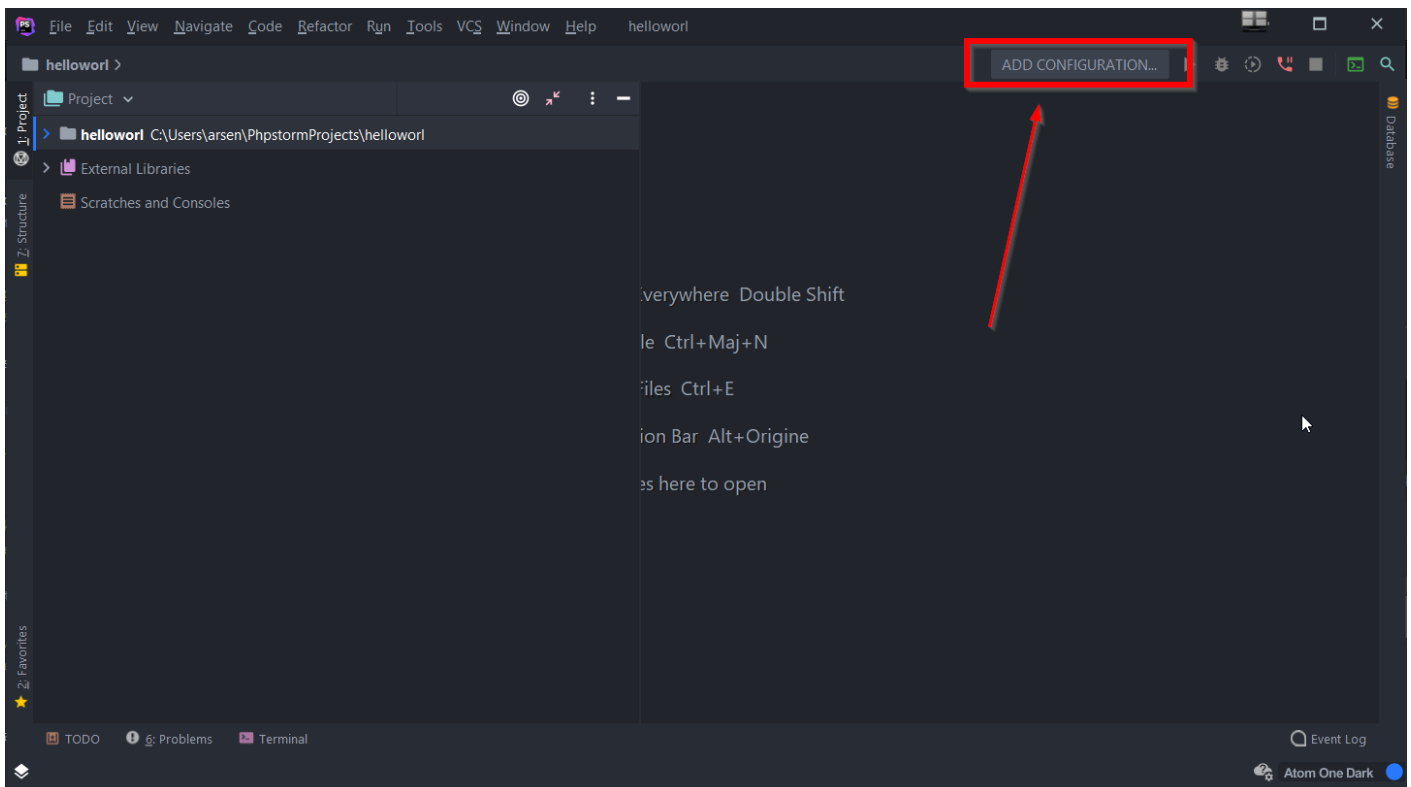 PS File Edit View Navigate Code Refactor Run Tools VCS Window Help helloworl
helloworl
ADD CONFIGURATION...
1: Project
Project
helloworl C:\Users\arsen\PhpstormProjects\helloworl
External Libraries
Scratches and Consoles
Z: Structure
Database
Everywhere Double Shift
le Ctrl+Maj+N
Files Ctrl+E
ion Bar Alt+Origine
es here to open
2: Favorites
TODO 6: Problems Terminal
Event Log
Atom One Dark